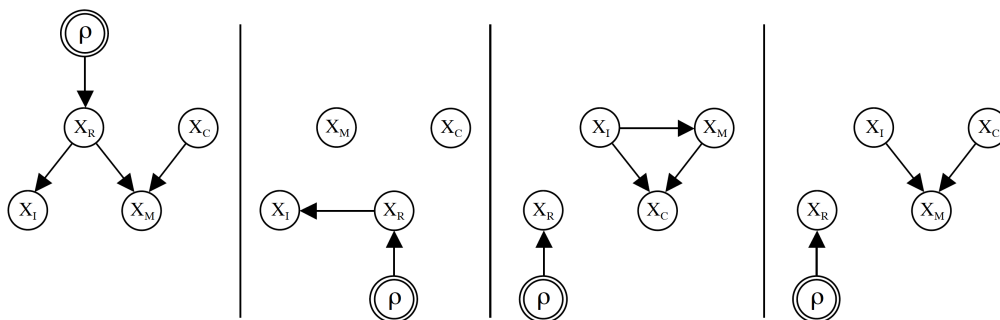 ρ
X_R X_C
X_I X_M
X_M X_C
X_I X_R
ρ
X_I X_M
X_R X_C
ρ
X_I X_C
X_R X_M
ρ